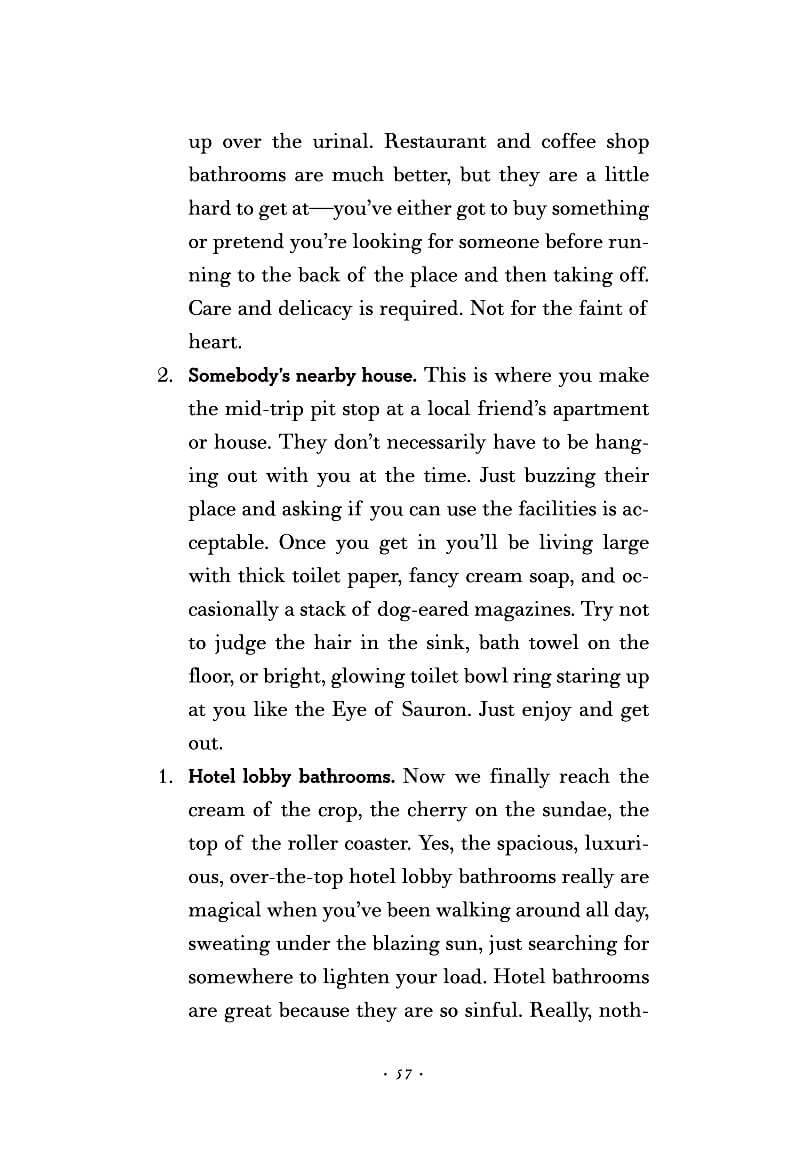 up over the urinal. Restaurant and coffee shop
bathrooms are much better, but they are a little
hard to get at—you’ve either got to buy something
or pretend you’re looking for someone before run-
ning to the back of the place and then taking off.
Care and delicacy is required. Not for the faint of
heart.
2. Somebody’s nearby house. This is where you make
the mid-trip pit stop at a local friend’s apartment
or house. They don’t necessarily have to be hang-
ing out with you at the time. Just buzzing their
place and asking if you can use the facilities is ac-
ceptable. Once you get in you’ll be living large
with thick toilet paper, fancy cream soap, and oc-
casionally a stack of dog-eared magazines. Try not
to judge the hair in the sink, bath towel on the
floor, or bright, glowing toilet bowl ring staring up
at you like the Eye of Sauron. Just enjoy and get
out.
1. Hotel lobby bathrooms. Now we finally reach the
cream of the crop, the cherry on the sundae, the
top of the roller coaster. Yes, the spacious, luxuri-
ous, over-the-top hotel lobby bathrooms really are
magical when you’ve been walking around all day,
sweating under the blazing sun, just searching for
somewhere to lighten your load. Hotel bathrooms
are great because they are so sinful. Really, noth-
· 57 ·